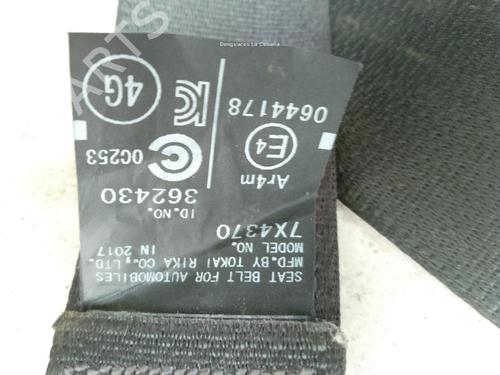 SEAT BELT FOR AUTOMOBILES
MFD. BY TOKAI RIKA CO., LTD.
MODEL NO. IN 2017
7X4370
ID.NO.
362430
Ar4m
E4
0644178
0C253
4G
Desguaces La Cabaña
PARTS